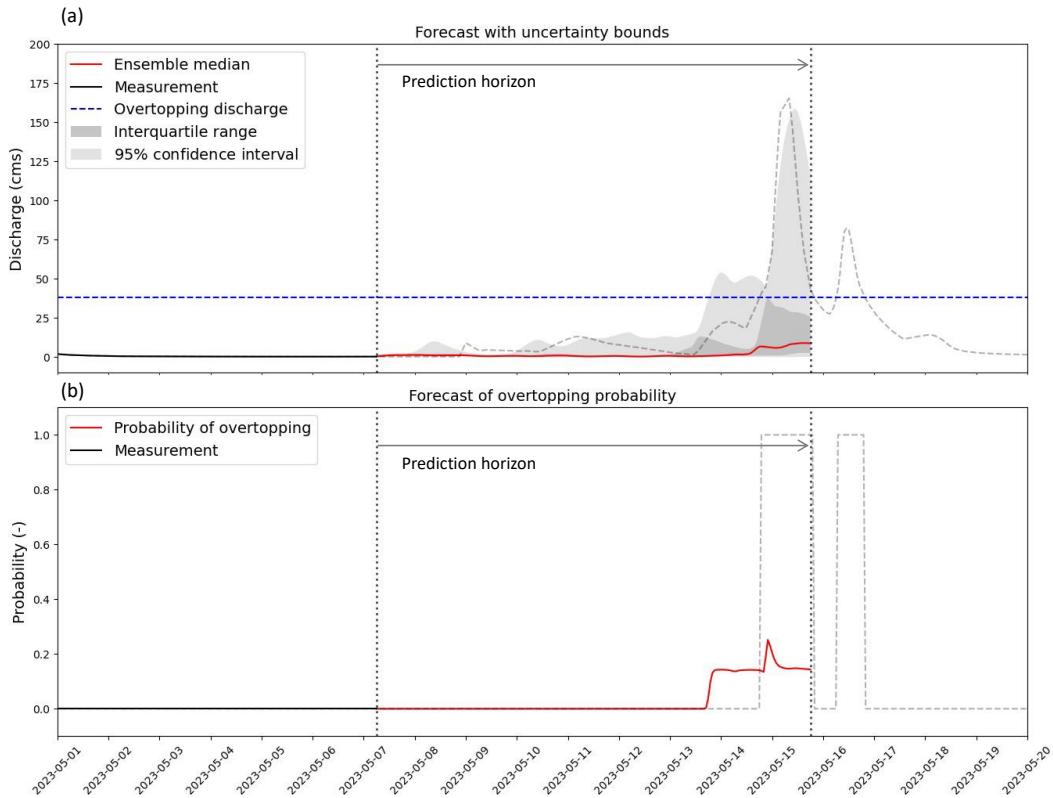 (a)
Forecast with uncertainty bounds
200
175
150
125
100
75
50
25
0
Discharge (cms)
Ensemble median
Measurement
Overtopping discharge
Interquartile range
95% confidence interval
Prediction horizon
(b)
Forecast of overtopping probability
1.0
0.8
0.6
0.4
0.2
0.0
Probability (-)
Probability of overtopping
Measurement
Prediction horizon
2023-05-01
2023-05-02
2023-05-03
2023-05-04
2023-05-05
2023-05-06
2023-05-07
2023-05-08
2023-05-09
2023-05-10
2023-05-11
2023-05-12
2023-05-13
2023-05-14
2023-05-15
2023-05-16
2023-05-17
2023-05-18
2023-05-19
2023-05-20